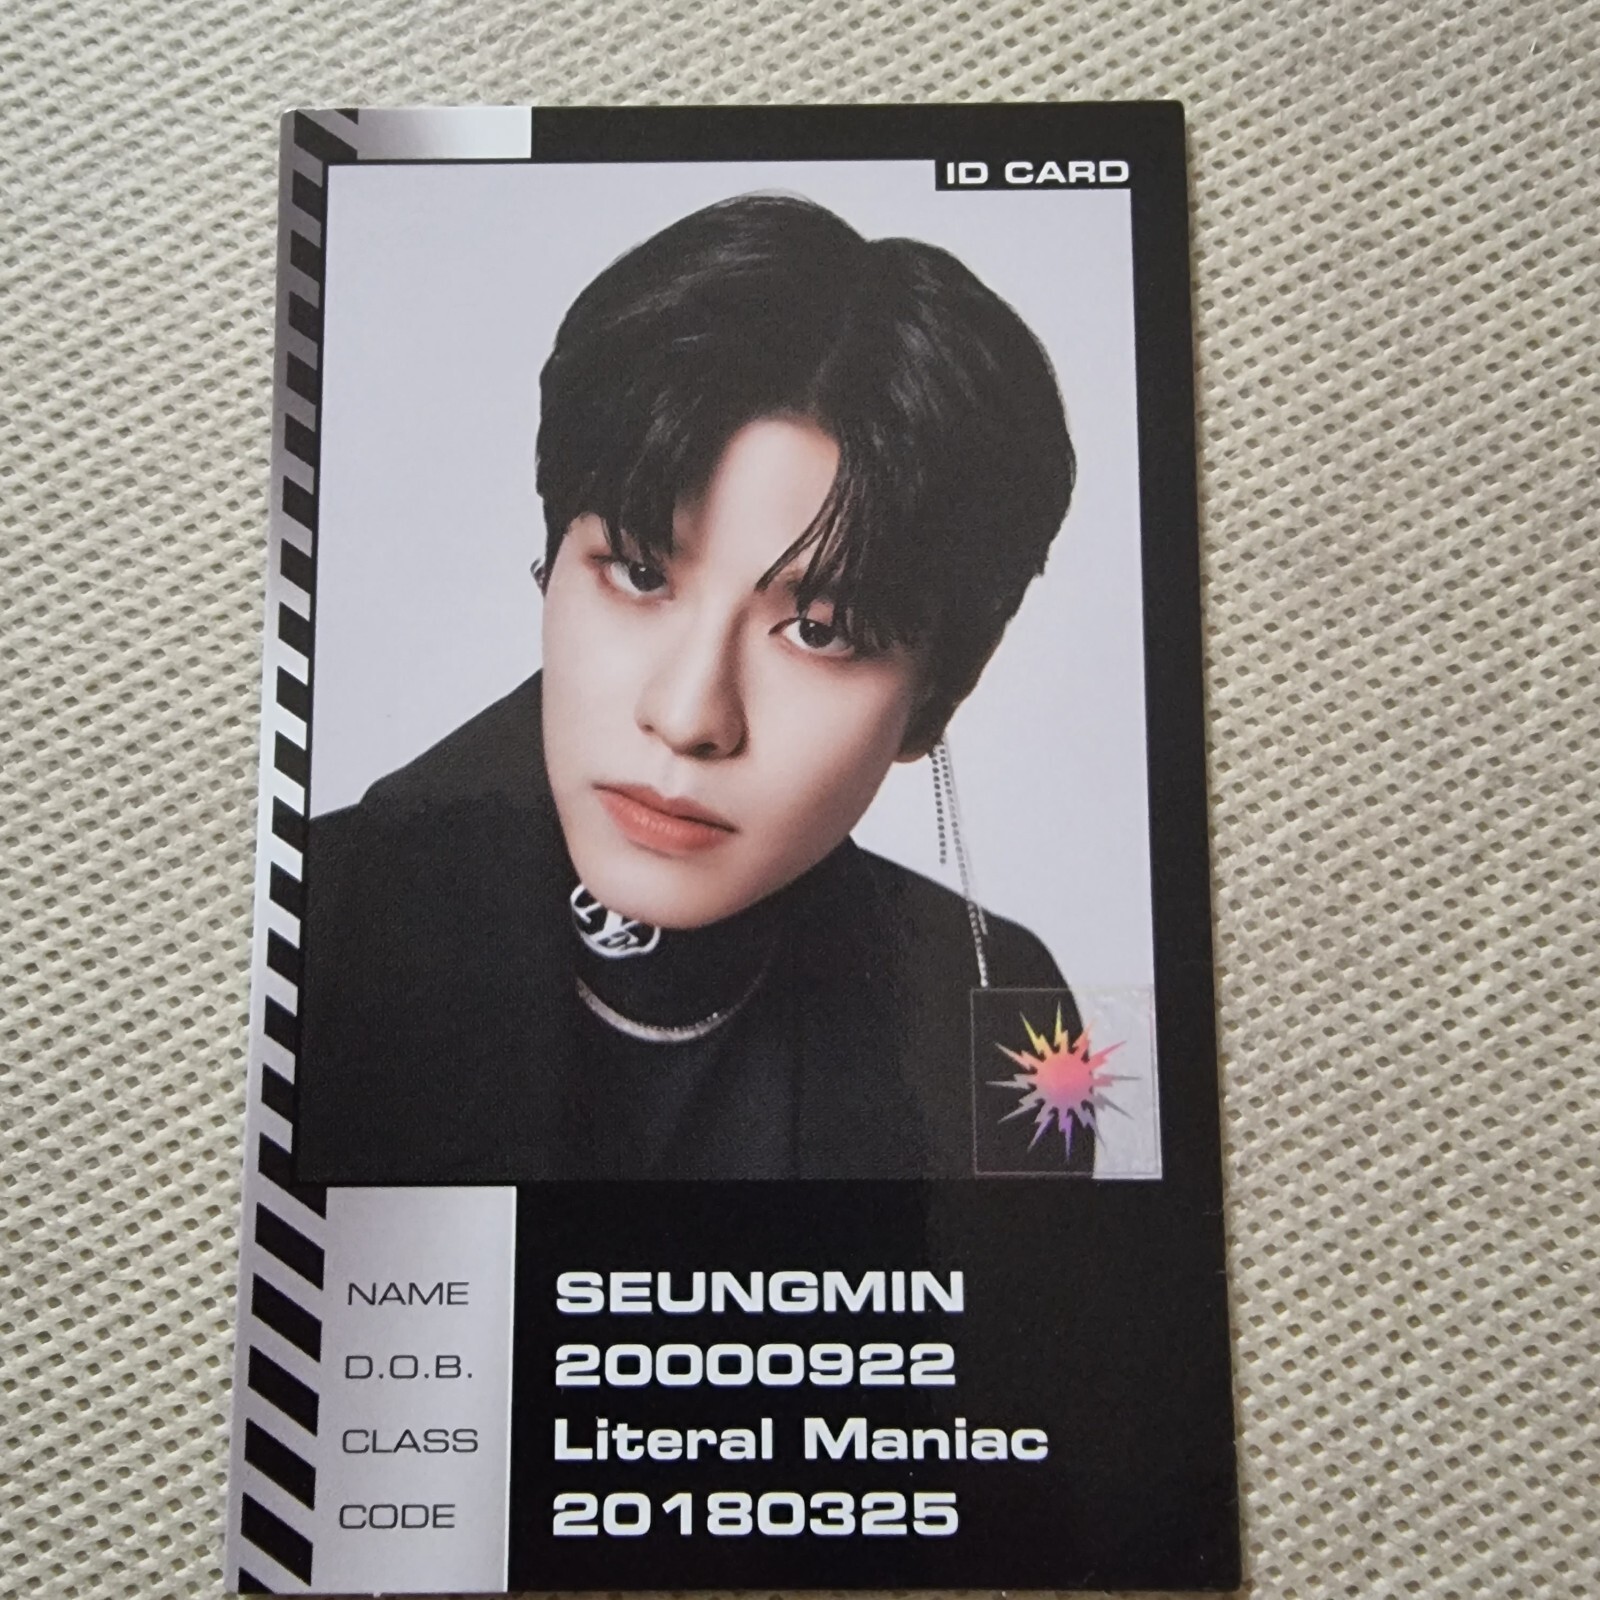 ID CARD
NAME SEUNGMIN
D.O.B. 20000922
CLASS Literal Maniac
CODE 20180325